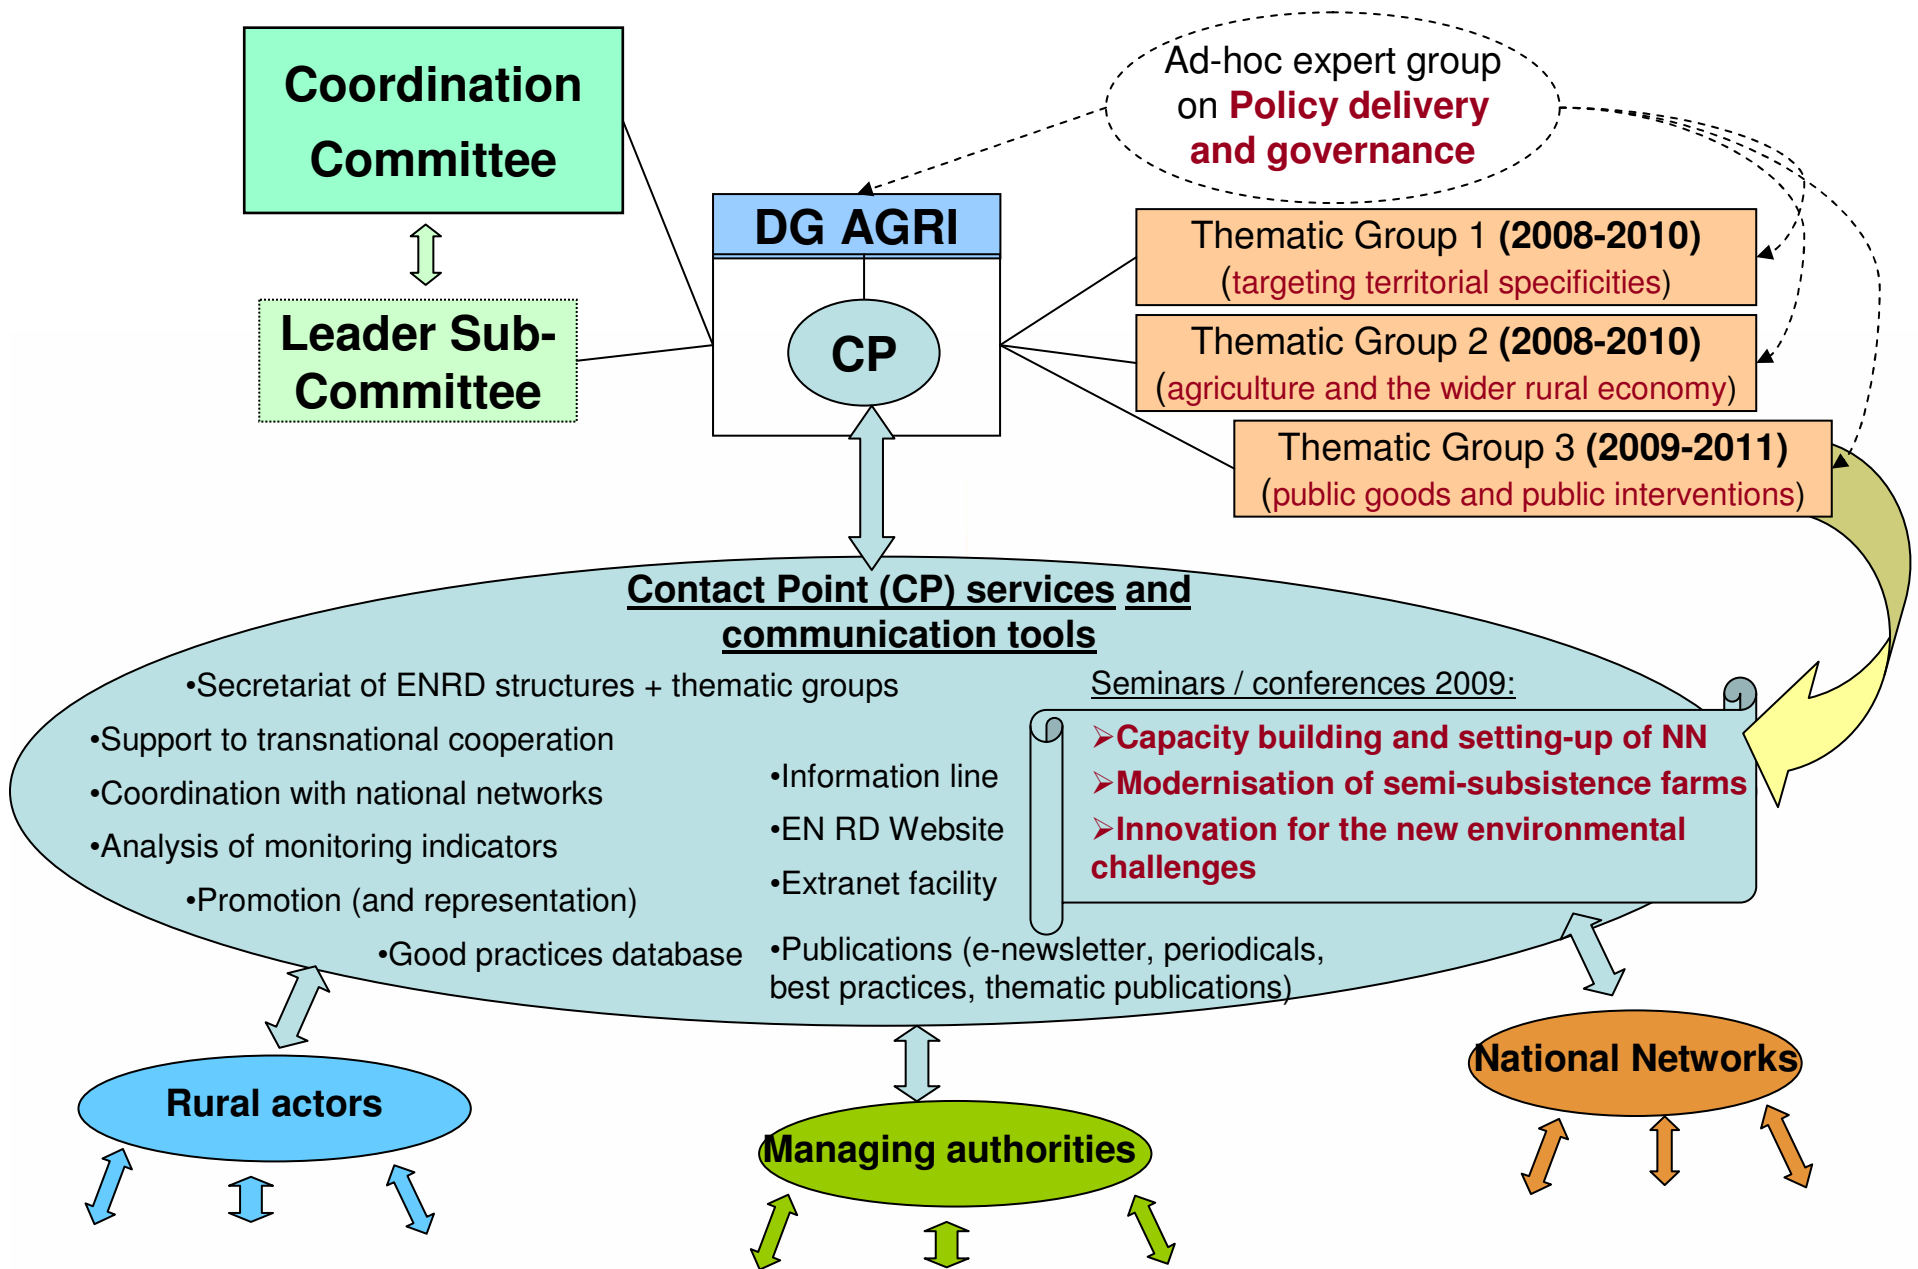 Coordination
Committee
Leader Sub-
Committee
DG AGRI
CP
Ad-hoc expert group
on Policy delivery
and governance
Thematic Group 1 (2008-2010)
(targeting territorial specificities)
Thematic Group 2 (2008-2010)
(agriculture and the wider rural economy)
Thematic Group 3 (2009-2011)
(public goods and public interventions)
Contact Point (CP) services and
communication tools
•Secretariat of ENRD structures + thematic groups
•Support to transnational cooperation
•Coordination with national networks
•Analysis of monitoring indicators
•Promotion (and representation)
•Good practices database
•Information line
•EN RD Website
•Extranet facility
•Publications (e-newsletter, periodicals,
best practices, thematic publications)
Seminars / conferences 2009:
➢Capacity building and setting-up of NN
➢Modernisation of semi-subsistence farms
➢Innovation for the new environmental
challenges
Rural actors
Managing authorities
National Networks